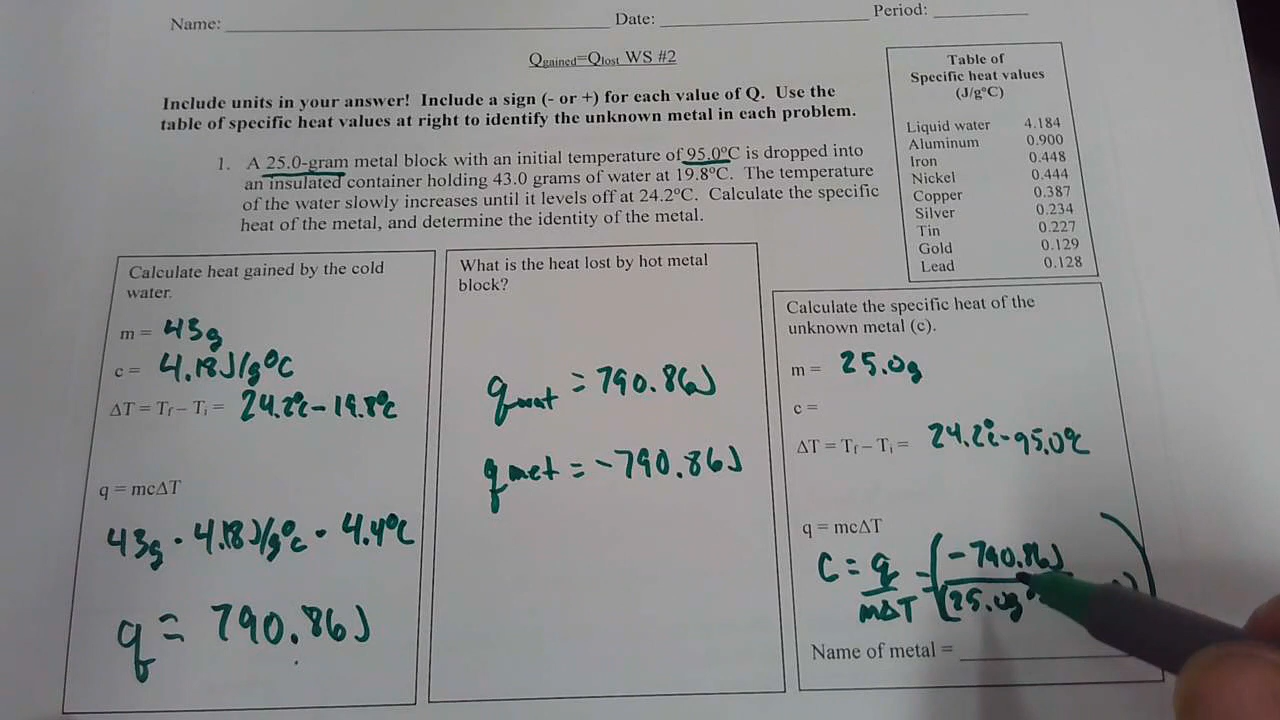 Name: ____ Date: ____ Period: ____
Qgained=Qlost WS #2
Include units in your answer! Include a sign (- or +) for each value of Q. Use the
table of specific heat values at right to identify the unknown metal in each problem.
1. A 25.0-gram metal block with an initial temperature of 95.0°C is dropped into
an insulated container holding 43.0 grams of water at 19.8°C. The temperature
of the water slowly increases until it levels off at 24.2°C. Calculate the specific
heat of the metal, and determine the identity of the metal.
Table of
Specific heat values
(J/g°C)
Liquid water 4.184
Aluminum 0.900
Iron 0.448
Nickel 0.444
Copper 0.387
Silver 0.234
Tin 0.227
Gold 0.129
Lead 0.128
Calculate heat gained by the cold
water.
m = 43g
c = 4.18J/g°C
ΔT = Tf – Ti = 24.2°C – 19.8°C
q = mcΔT
43g · 4.18J/g°C · 4.4°C
q = 790.86J
What is the heat lost by hot metal
block?
qwat = 790.86J
qmet = -790.86J
Calculate the specific heat of the
unknown metal (c).
m = 25.0g
c =
ΔT = Tf – Ti = 24.2°C-95.0°C
q = mcΔT
C = q = (-790.86J
mΔT (25.0g
Name of metal = ____